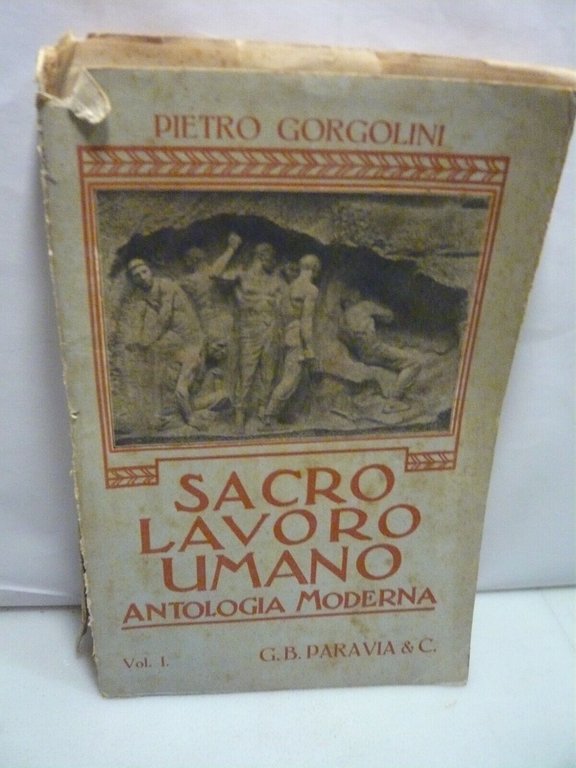 PIETRO GORGOLINI
SACRO
LAVORO
UMANO
ANTOLOGIA MODERNA
Vol. I. G. B. PARAVIA & C.